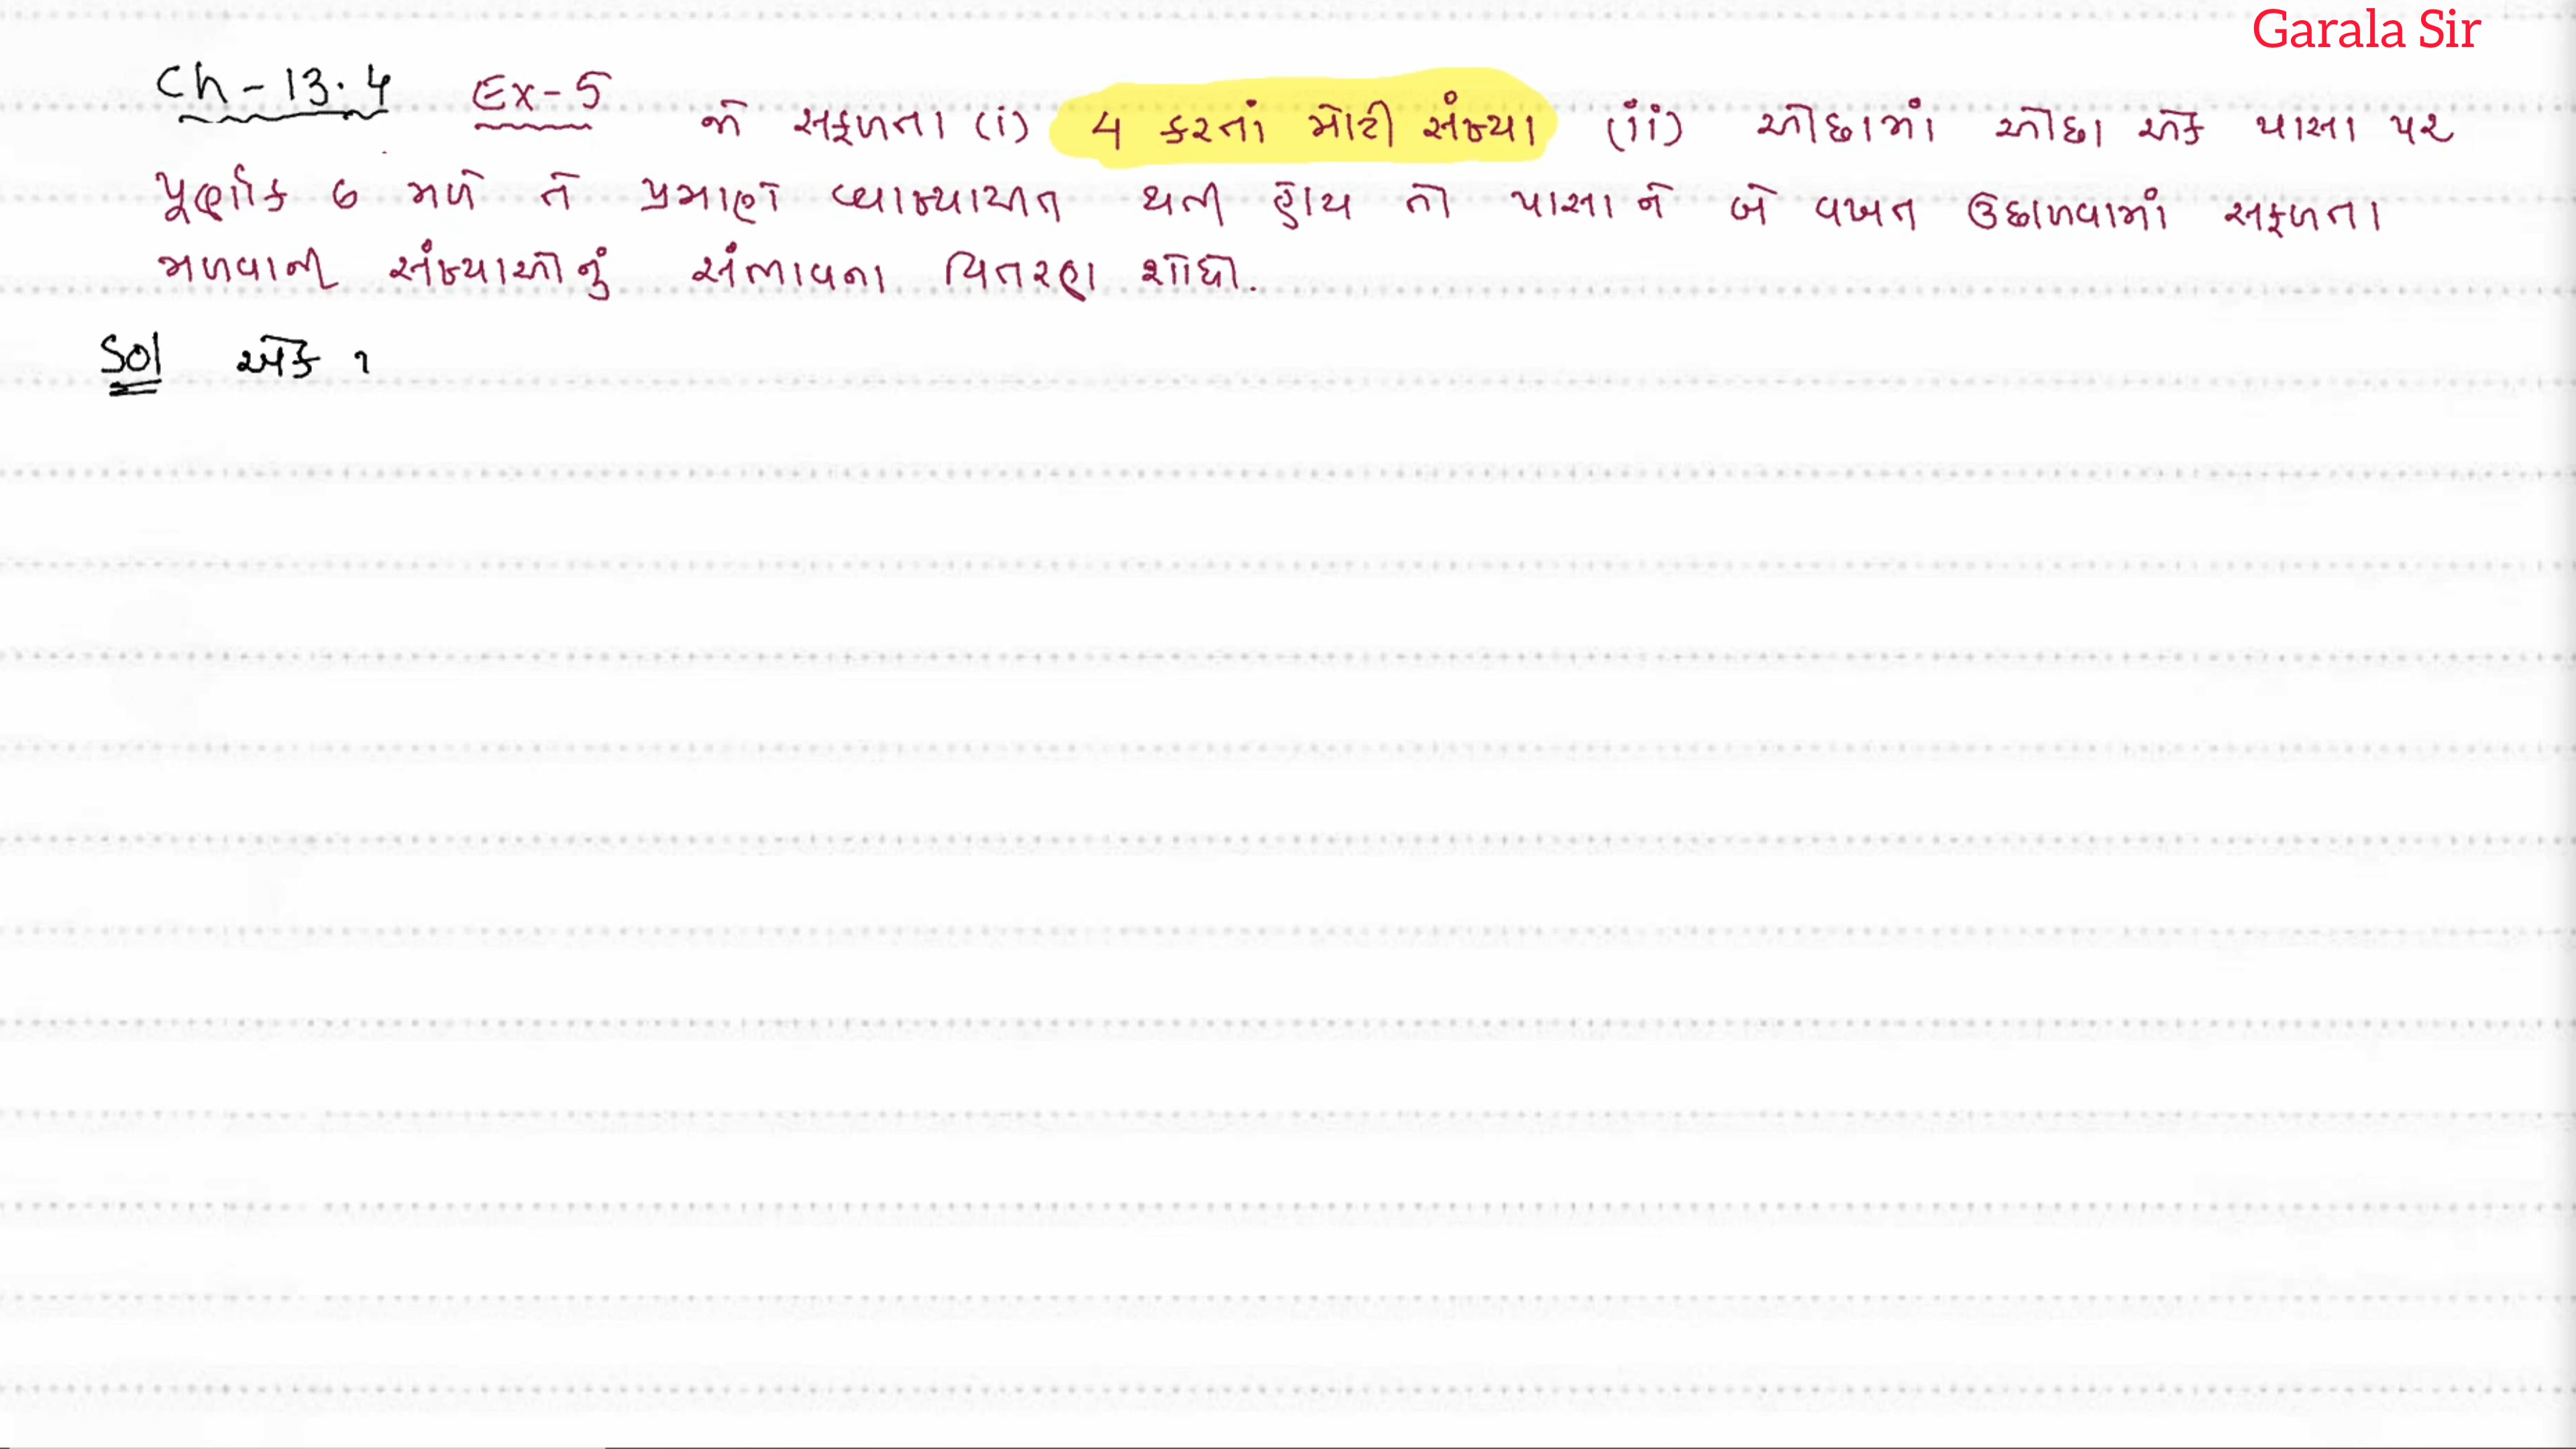 Garala Sir
Ch - 13.4 Ex - 5 જો સફળતા (i) 4 કરતાં મોટી સંખ્યા (ii) ઓછામાં ઓછા એક પાસા પર
પૂર્ણાંક 6 મળે તે પ્રમાણે વ્યાખ્યાયીત થતી હોય તો પાસાને બે વખત ઉછાળવામાં સફળતા
મળવાની સંખ્યાઓનું સંભાવના વિતરણ શોધો.
Sol એક